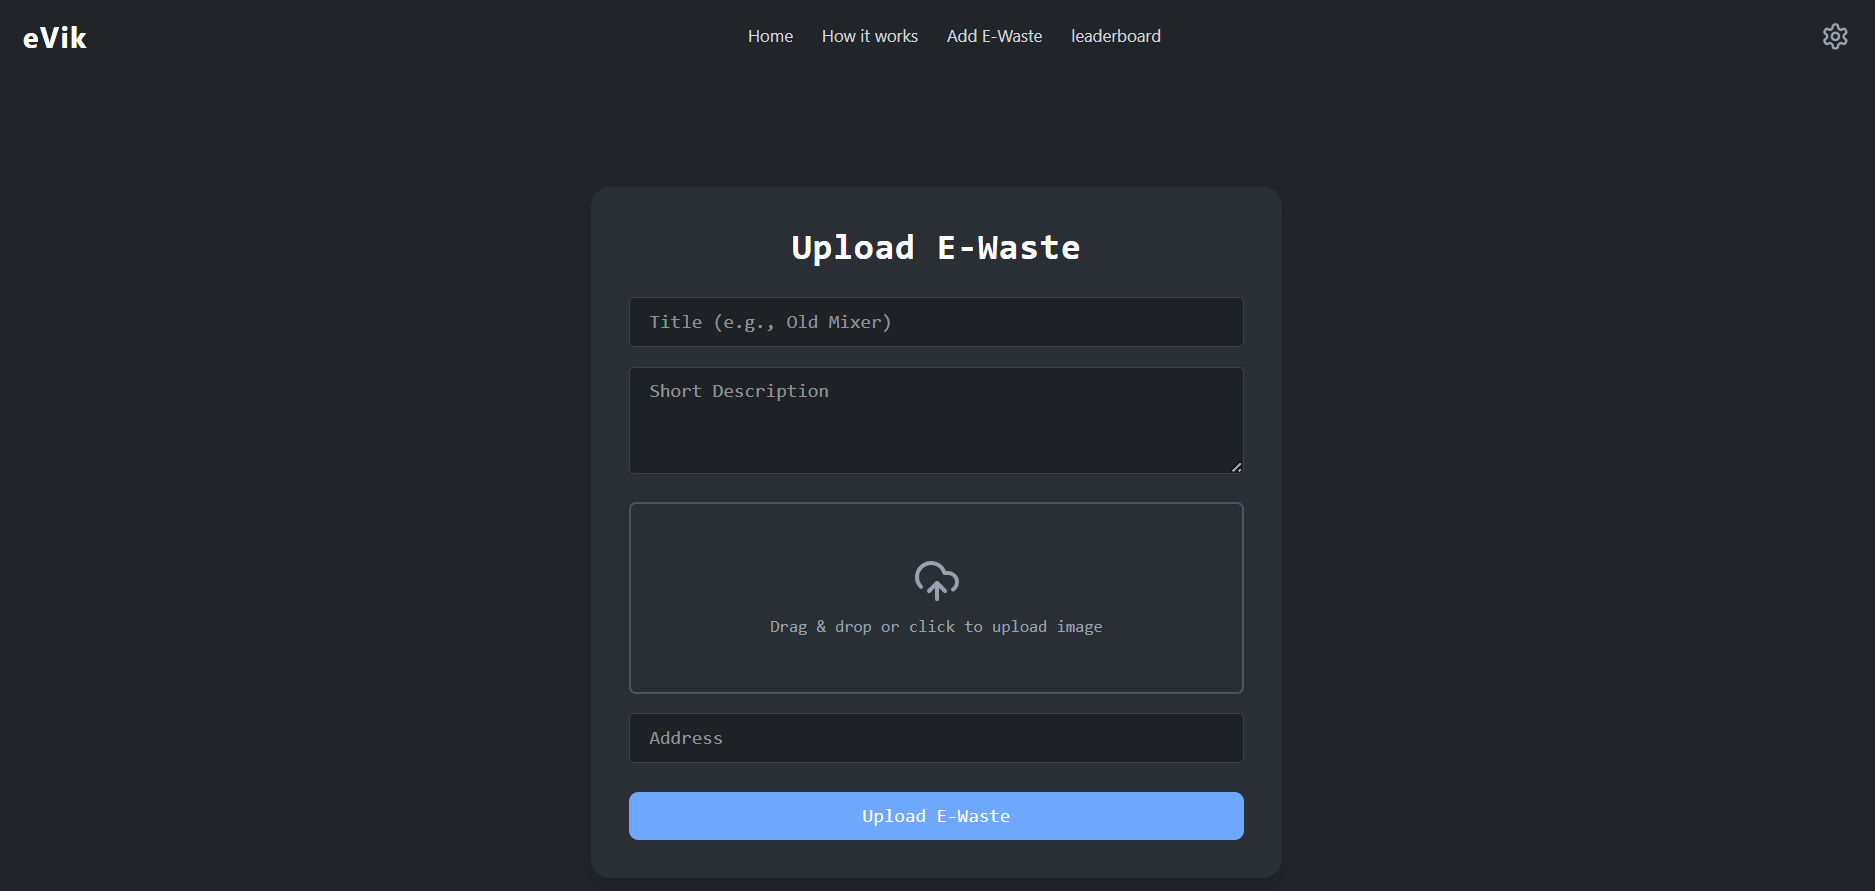 eVik
Home How it works Add E-Waste leaderboard
Upload E-Waste
Title (e.g., Old Mixer)
Short Description
Drag & drop or click to upload image
Address
Upload E-Waste